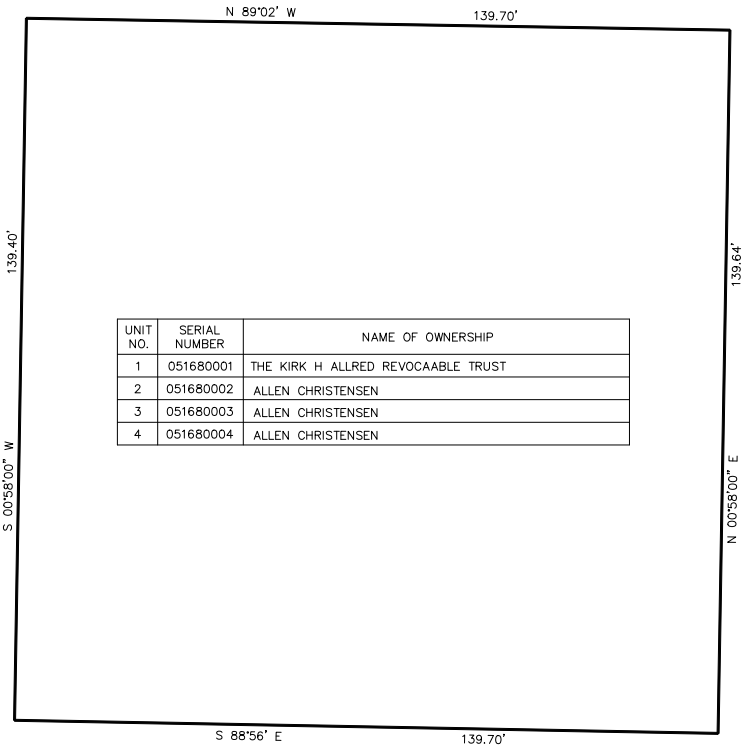 N 89°02' W 139.70'
139.40'
139.64'
UNIT NO. SERIAL NUMBER NAME OF OWNERSHIP
1 051680001 THE KIRK H ALLRED REVOCAABLE TRUST
2 051680002 ALLEN CHRISTENSEN
3 051680003 ALLEN CHRISTENSEN
4 051680004 ALLEN CHRISTENSEN
S 00°58'00" W
N 00°58'00" E
S 88°56' E 139.70'